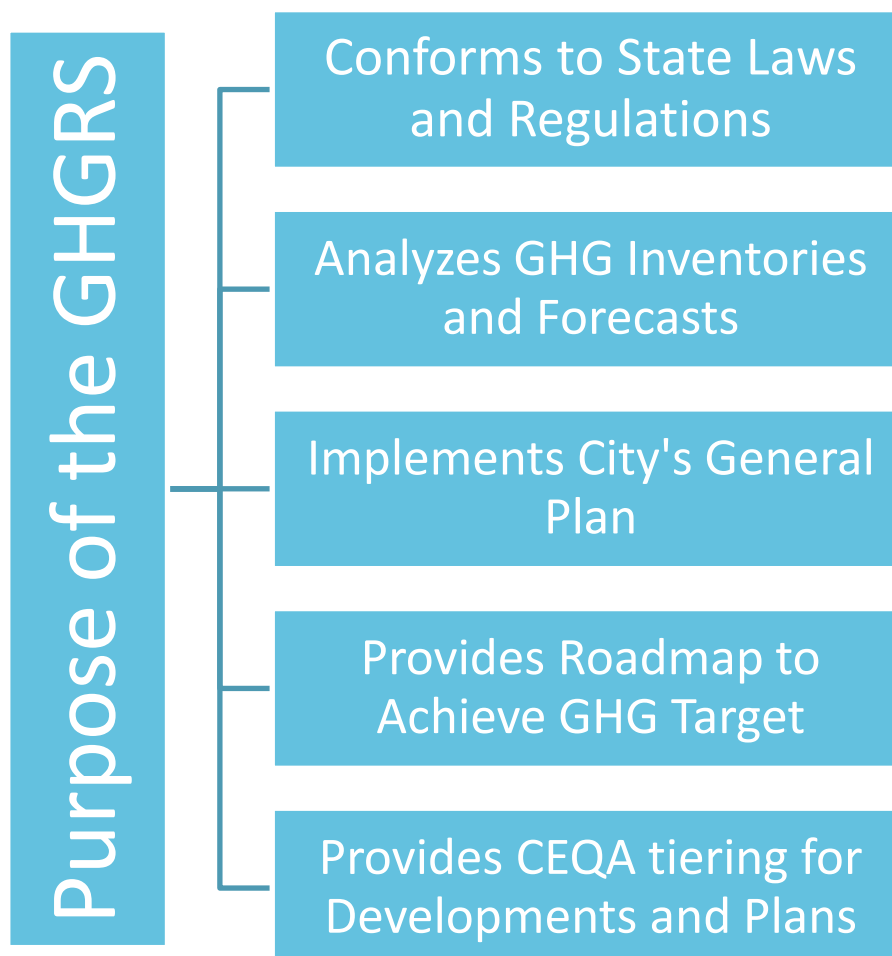 Purpose of the GHGRS
Conforms to State Laws
and Regulations
Analyzes GHG Inventories
and Forecasts
Implements City's General
Plan
Provides Roadmap to
Achieve GHG Target
Provides CEQA tiering for
Developments and Plans